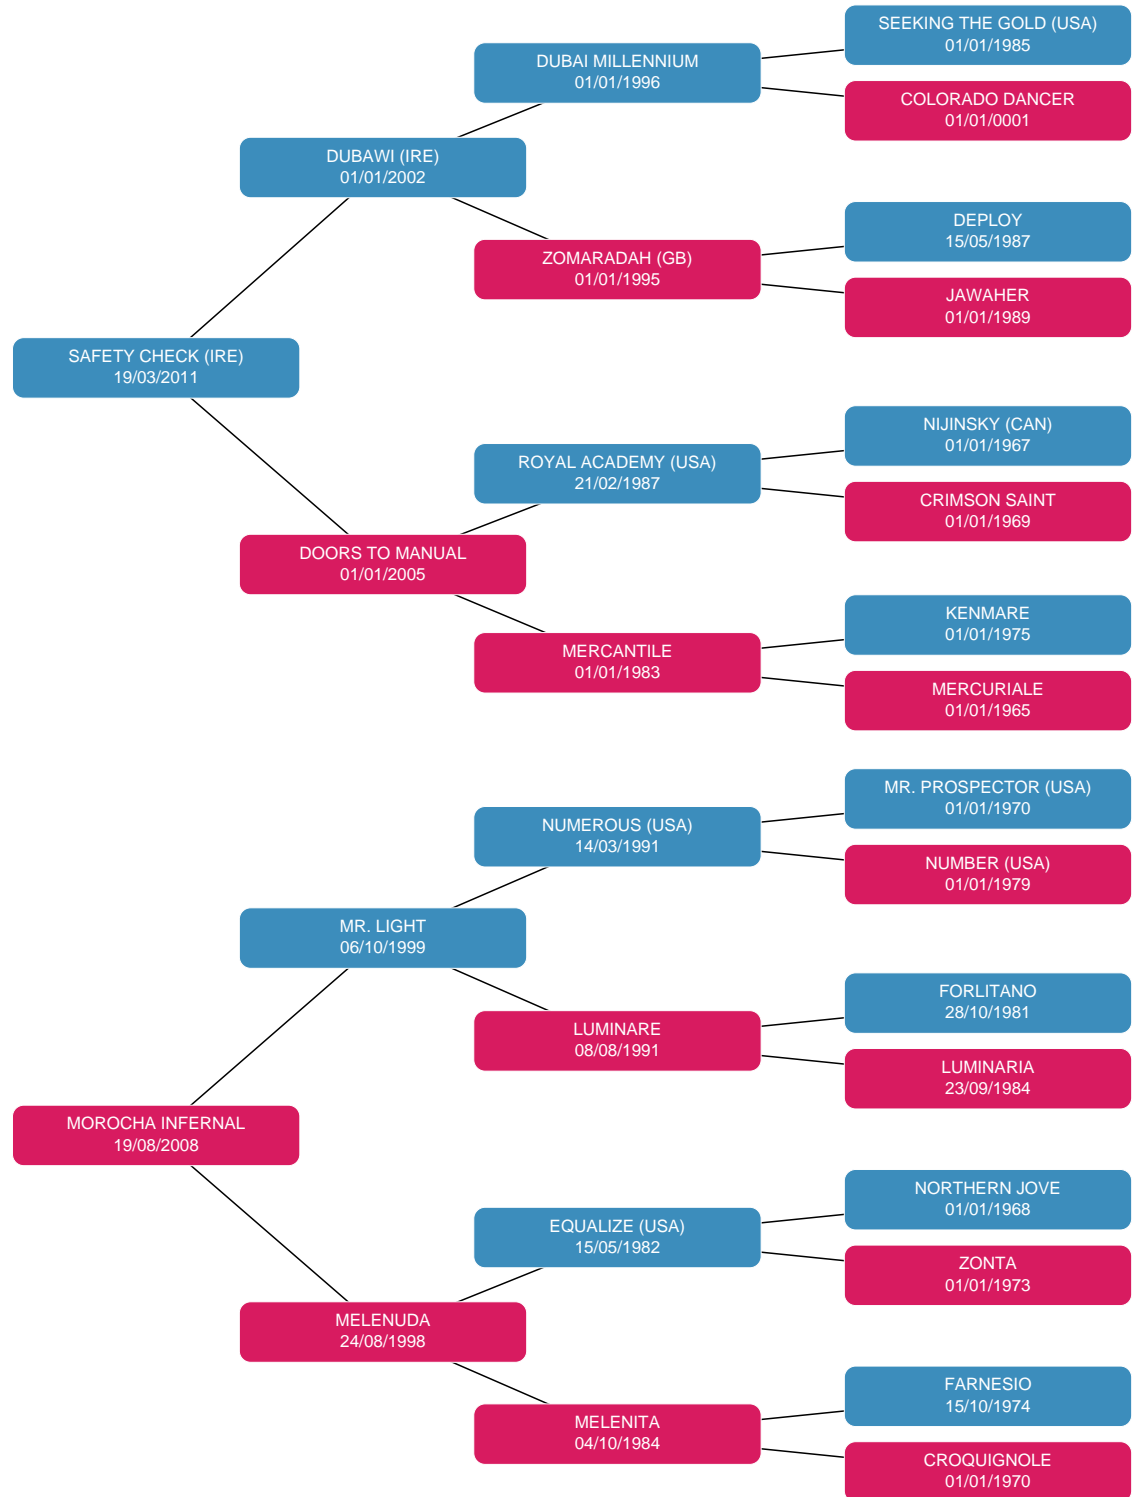 SEEKING THE GOLD (USA)
01/01/1985
DUBAI MILLENNIUM
01/01/1996
COLORADO DANCER
01/01/0001
DUBAWI (IRE)
01/01/2002
DEPLOY
15/05/1987
ZOMARADAH (GB)
01/01/1995
JAWAHER
01/01/1989
SAFETY CHECK (IRE)
19/03/2011
NIJINSKY (CAN)
01/01/1967
ROYAL ACADEMY (USA)
21/02/1987
CRIMSON SAINT
01/01/1969
DOORS TO MANUAL
01/01/2005
KENMARE
01/01/1975
MERCANTILE
01/01/1983
MERCURIALE
01/01/1965
MR. PROSPECTOR (USA)
01/01/1970
NUMEROUS (USA)
14/03/1991
NUMBER (USA)
01/01/1979
MR. LIGHT
06/10/1999
FORLITANO
28/10/1981
LUMINARE
08/08/1991
LUMINARIA
23/09/1984
MOROCHA INFERNAL
19/08/2008
NORTHERN JOVE
01/01/1968
EQUALIZE (USA)
15/05/1982
ZONTA
01/01/1973
MELENUDA
24/08/1998
FARNESIO
15/10/1974
MELENITA
04/10/1984
CROQUIGNOLE
01/01/1970